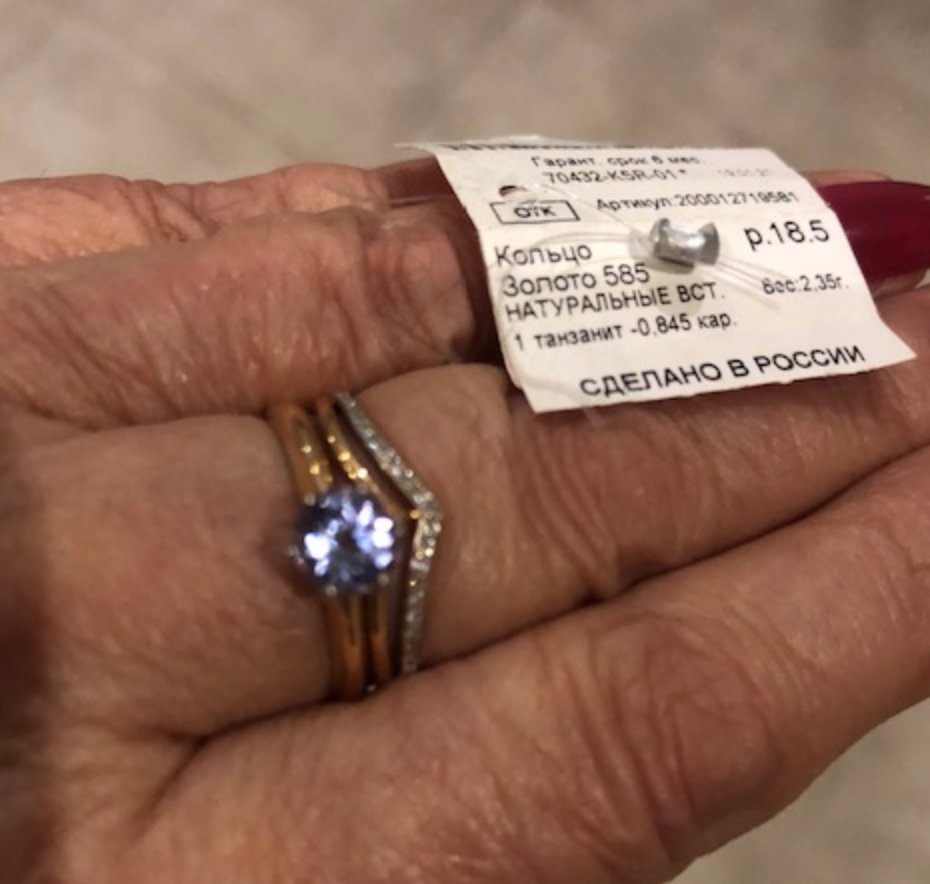 Гарант. срок 6 мес.
70432-KSR-01*
ОТК Артикул:200012719581
р.18.5
Кольцо
Золото 585
Вес:2,35г.
НАТУРАЛЬНЫЕ ВСТ.
1 танзанит -0,845 кар.
СДЕЛАНО В РОССИИ